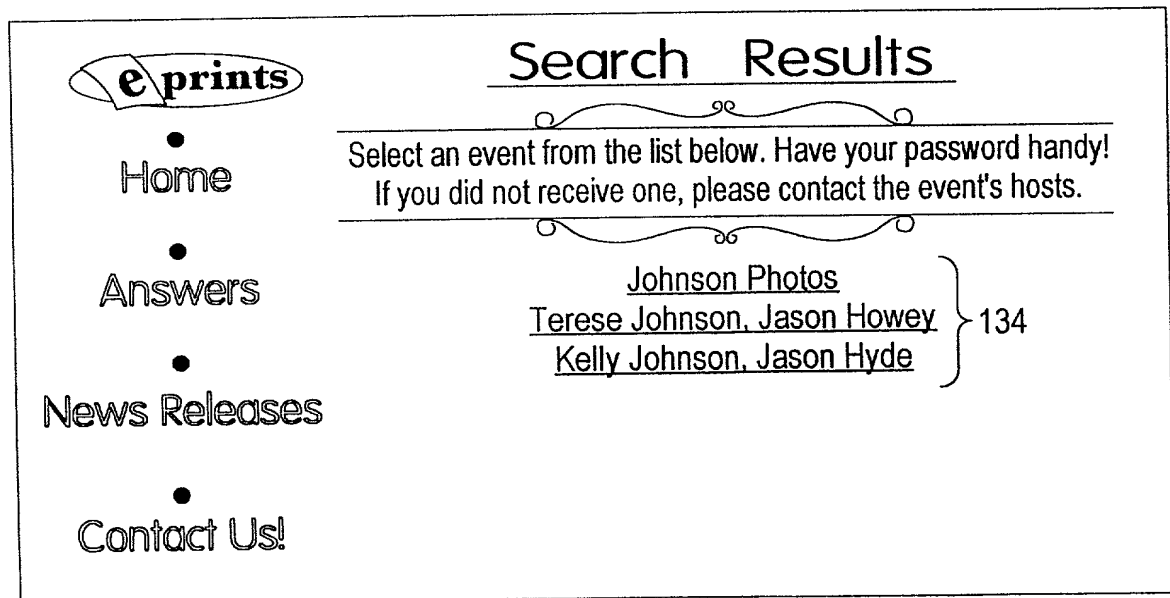 e prints
Home
Answers
News Releases
Contact Us!
Search Results
Select an event from the list below. Have your password handy!
If you did not receive one, please contact the event's hosts.
Johnson Photos
Terese Johnson, Jason Howey
Kelly Johnson, Jason Hyde
134